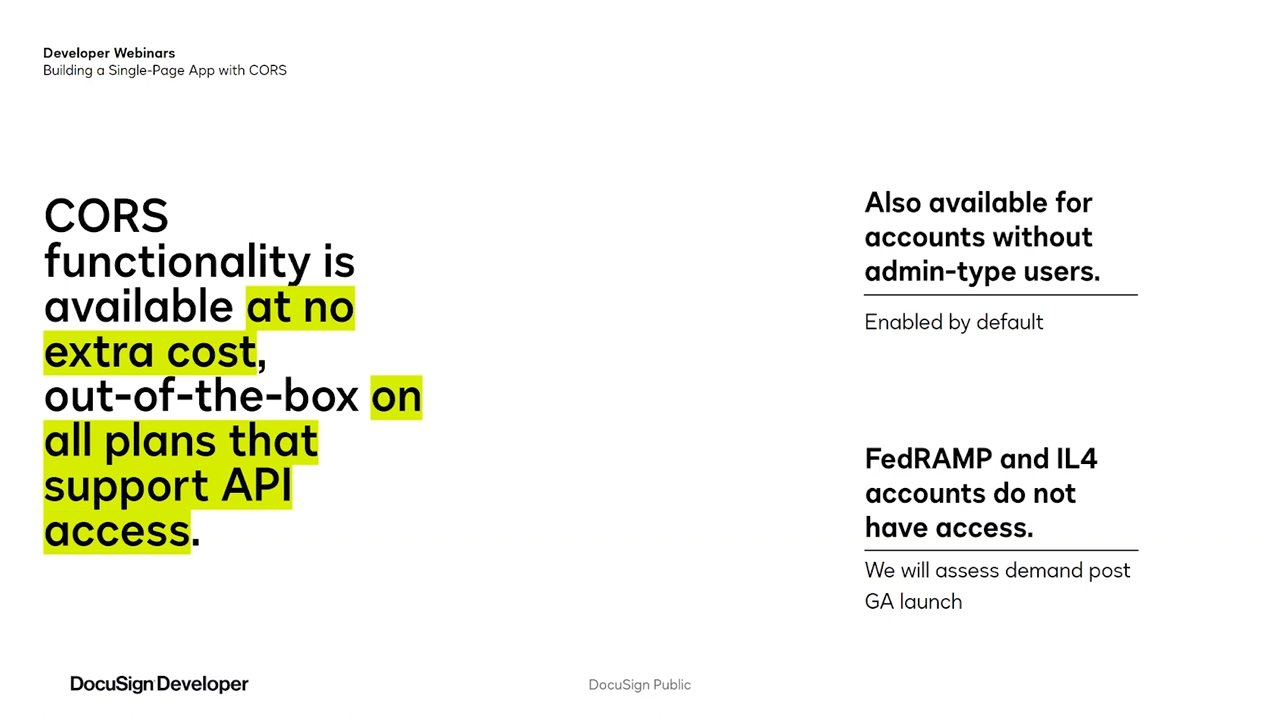 Developer Webinars
Building a Single-Page App with CORS
CORS
functionality is
available at no
extra cost,
out-of-the-box on
all plans that
support API
access.
Also available for
accounts without
admin-type users.
Enabled by default
FedRAMP and IL4
accounts do not
have access.
We will assess demand post
GA launch
DocuSign Developer
DocuSign Public